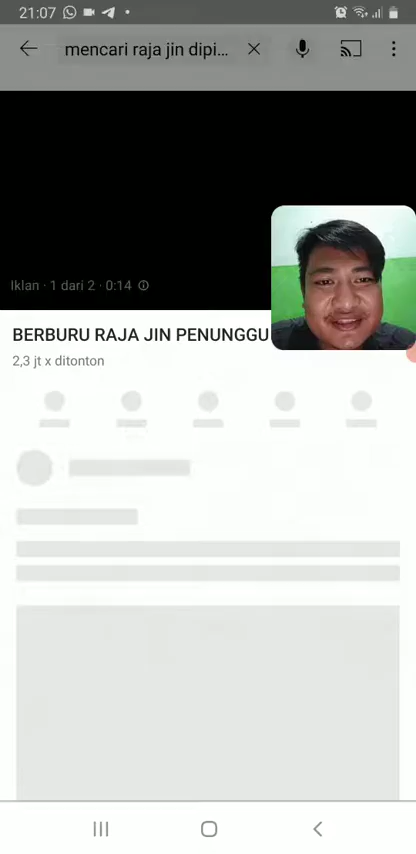 21:07
mencari raja jin dipi...
Iklan · 1 dari 2 · 0:14
BERBURU RAJA JIN PENUNGGU
2,3 jt x ditonton